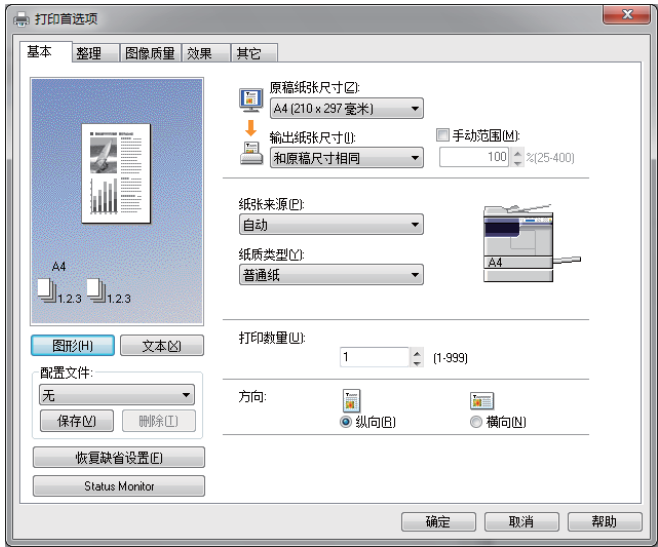 打印首选项
基本 整理 图像质量 效果 其它
原稿纸张尺寸(Z):
A4 (210 x 297 毫米)
输出纸张尺寸(I):
和原稿尺寸相同
手动范围(M):
100 %(25-400)
纸张来源(P):
自动
纸质类型(Y):
普通纸
A4
A4
1.2.3 1.2.3
图形(H) 文本(X)
配置文件:
无
保存(V) 删除(T)
恢复缺省设置(F)
Status Monitor
打印数量(U):
1 (1-999)
方向:
纵向(R) 横向(N)
确定 取消 帮助